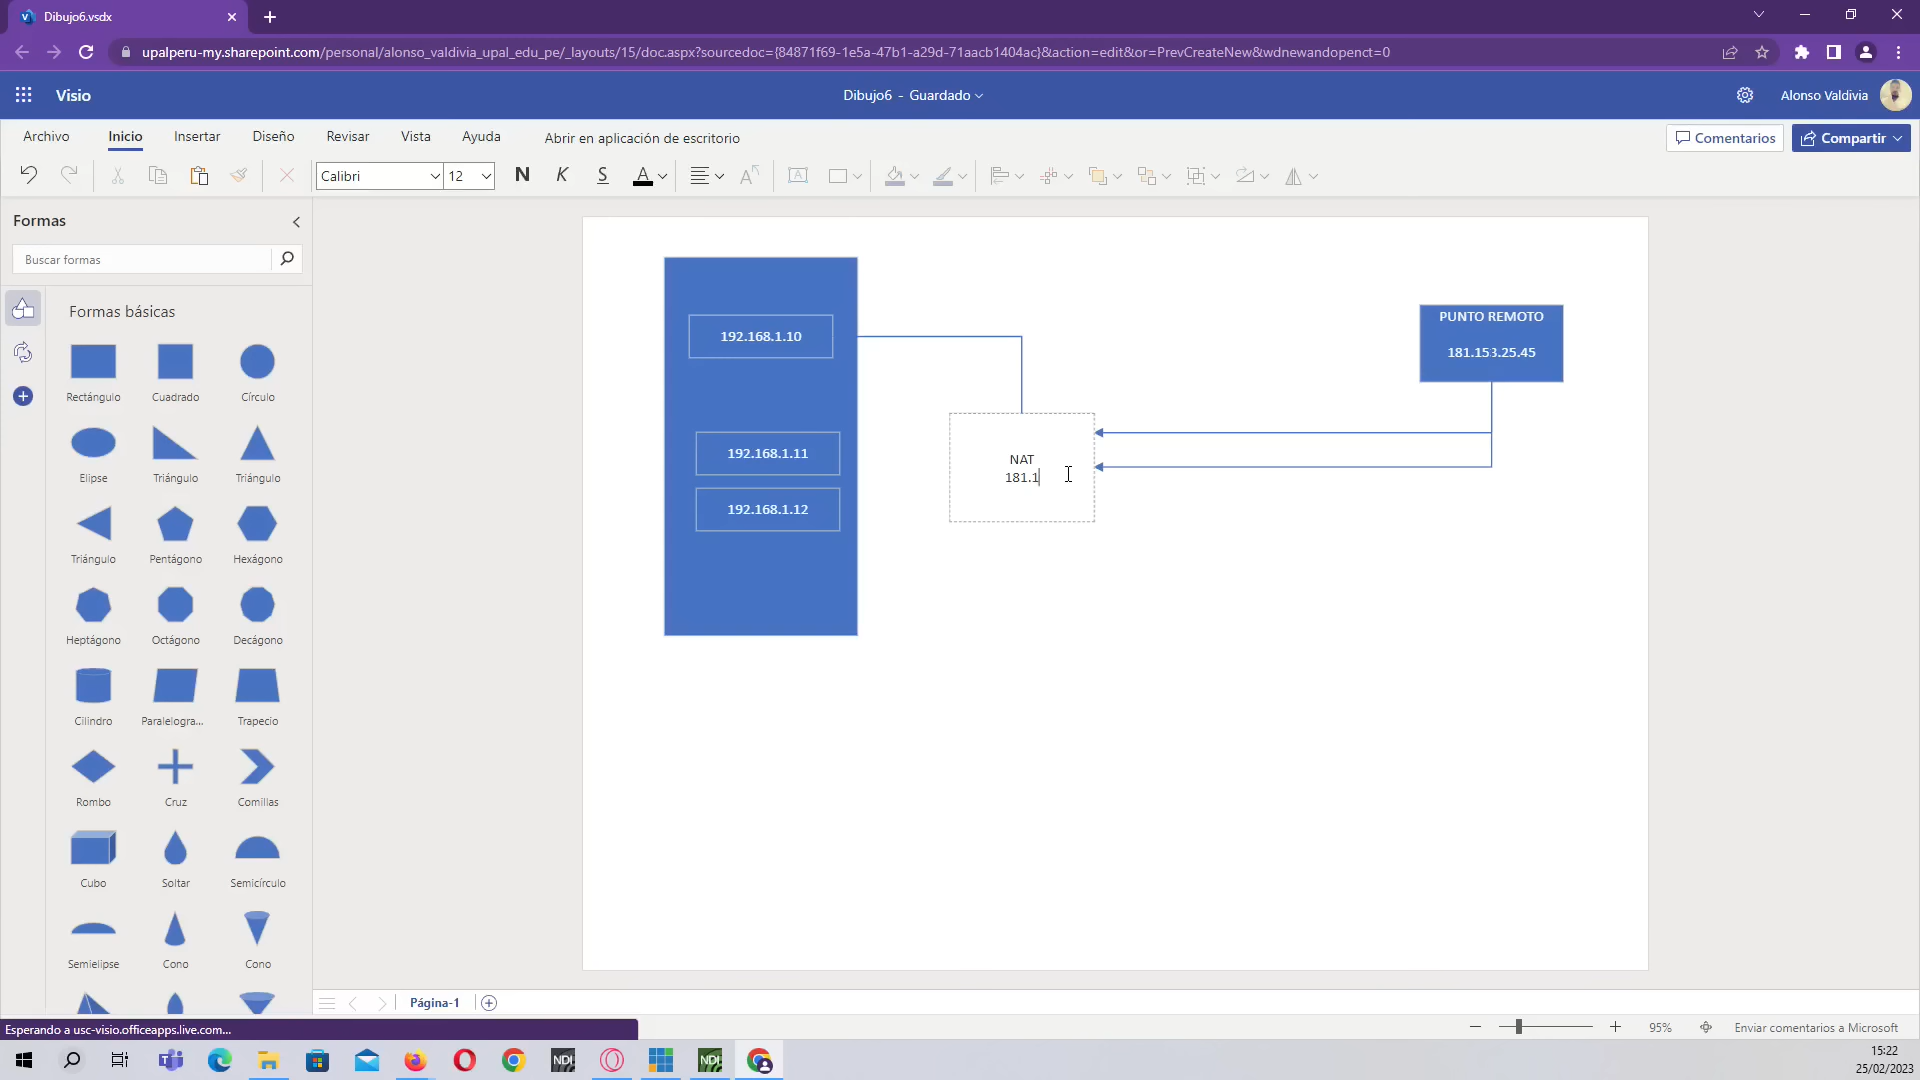 Dibujo6.vsdx
upalperu-my.sharepoint.com/personal/alonso_valdivia_upal_edu_pe/_layouts/15/doc.aspx?sourcedoc={84871f69-1e5a-47b1-a29d-71aacb1404ac}&action=edit&or=PrevCreateNew&wdnewandopenct=0
Visio
Dibujo6 - Guardado
Alonso Valdivia
Archivo Inicio Insertar Diseño Revisar Vista Ayuda Abrir en aplicación de escritorio
Comentarios Compartir
Calibri 12 N K S A
Formas
Buscar formas
Formas básicas
Rectángulo Cuadrado Círculo
Elipse Triángulo Triángulo
Triángulo Pentágono Hexágono
Heptágono Octágono Decágono
Cilindro Paralelogra... Trapecio
Rombo Cruz Comillas
Cubo Soltar Semicírculo
Semielipse Cono Cono
192.168.1.10
192.168.1.11
192.168.1.12
NAT
181.1
PUNTO REMOTO
181.153.25.45
Página-1
Esperando a usc-visio.officeapps.live.com...
95% Enviar comentarios a Microsoft
NDI NDI
15:22
25/02/2023